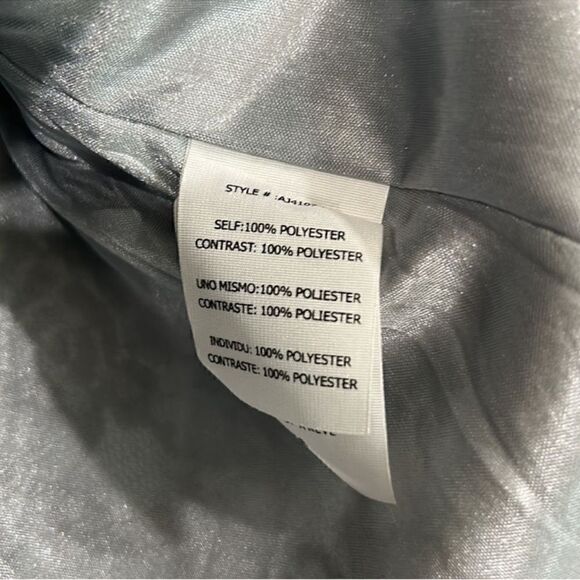 STYLE #
SELF:100% POLYESTER
CONTRAST: 100% POLYESTER
UNO MISMO:100% POLIESTER
CONTRASTE: 100% POLIESTER
INDIVIDU: 100% POLYESTER
CONTRASTE: 100% POLYESTER